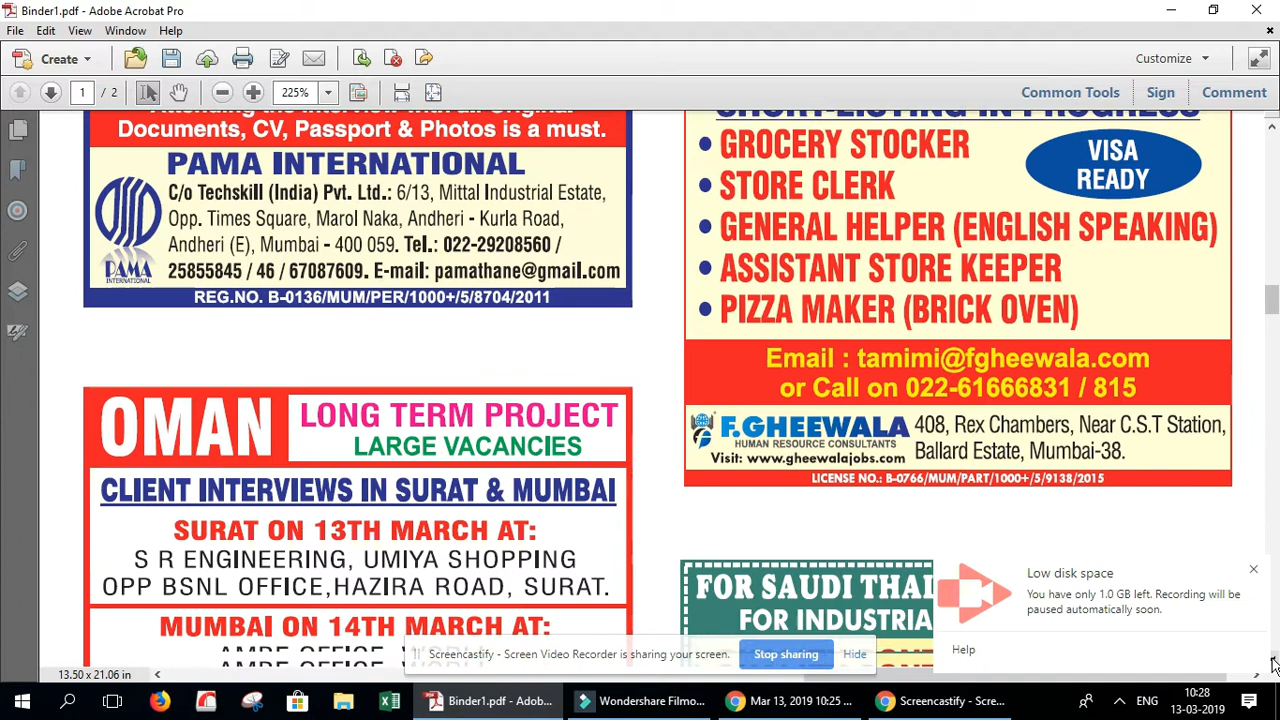 Binder1.pdf - Adobe Acrobat Pro
File Edit View Window Help
Create
Customize
1 / 2
225%
Common Tools Sign Comment
Documents, CV, Passport & Photos is a must.
PAMA INTERNATIONAL
C/o Techskill (India) Pvt. Ltd.: 6/13, Mittal Industrial Estate,
Opp. Times Square, Marol Naka, Andheri - Kurla Road,
Andheri (E), Mumbai - 400 059. Tel.: 022-29208560 /
25855845 / 46 / 67087609. E-mail: pamathane@gmail.com
PAMA
INTERNATIONAL
REG.NO. B-0136/MUM/PER/1000+/5/8704/2011
OMAN
LONG TERM PROJECT
LARGE VACANCIES
CLIENT INTERVIEWS IN SURAT & MUMBAI
SURAT ON 13TH MARCH AT:
S R ENGINEERING, UMIYA SHOPPING
OPP BSNL OFFICE,HAZIRA ROAD, SURAT.
MUMBAI ON 14TH MARCH AT:
SHORT-LISTING IN PROGRESS
• GROCERY STOCKER
• STORE CLERK
• GENERAL HELPER (ENGLISH SPEAKING)
• ASSISTANT STORE KEEPER
• PIZZA MAKER (BRICK OVEN)
VISA
READY
Email : tamimi@fgheewala.com
or Call on 022-61666831 / 815
F.GHEEWALA
HUMAN RESOURCE CONSULTANTS
Visit: www.gheewalajobs.com
408, Rex Chambers, Near C.S.T Station,
Ballard Estate, Mumbai-38.
LICENSE NO.: B-0766/MUM/PART/1000+/5/9138/2015
FOR SAUDI THAI
FOR INDUSTRIA
Low disk space
You have only 1.0 GB left. Recording will be
paused automatically soon.
Help
Screencastify - Screen Video Recorder is sharing your screen.
Stop sharing
Hide
13.50 x 21.06 in
Binder1.pdf - Adob...
Wondershare Filmo...
Mar 13, 2019 10:25 ...
Screencastify - Scre...
ENG
10:28
13-03-2019